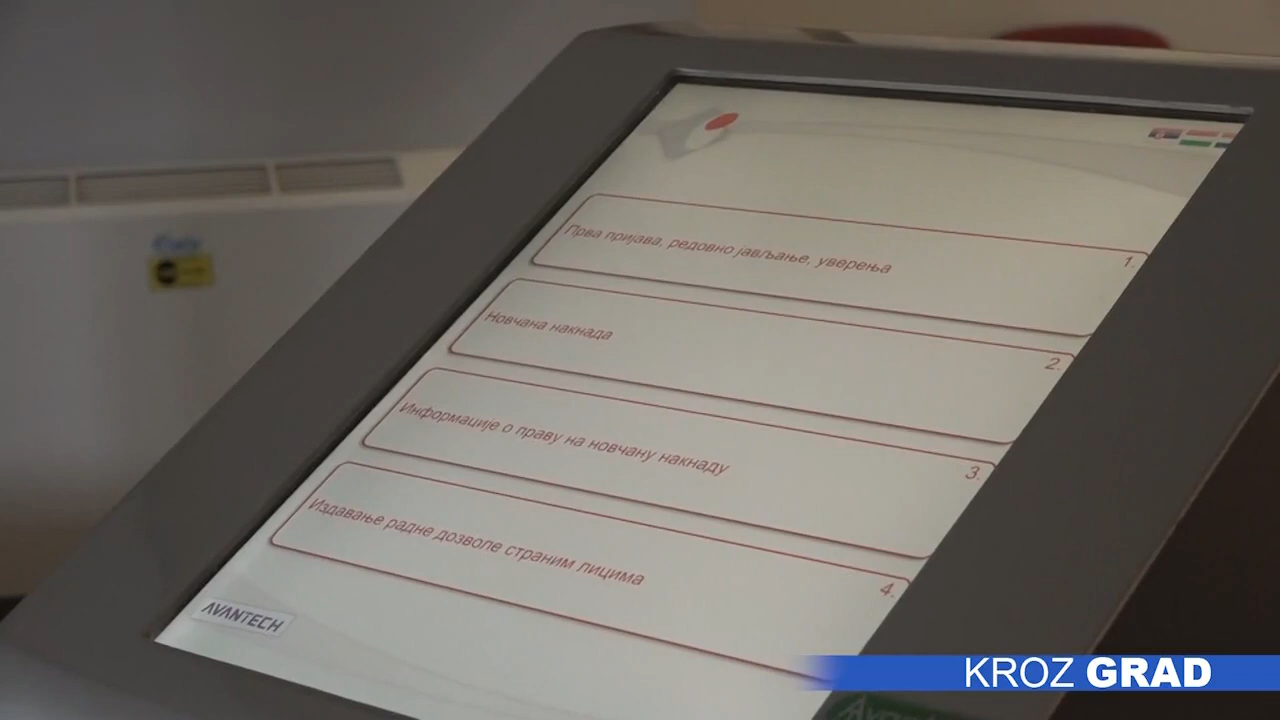 Прва пријава, редовно јављање, уверења
1.
Новчана накнада
2.
Информације о праву на новчану накнаду
3.
Издавање радне дозволе страним лицима
4.
AVANTECH
KROZ GRAD